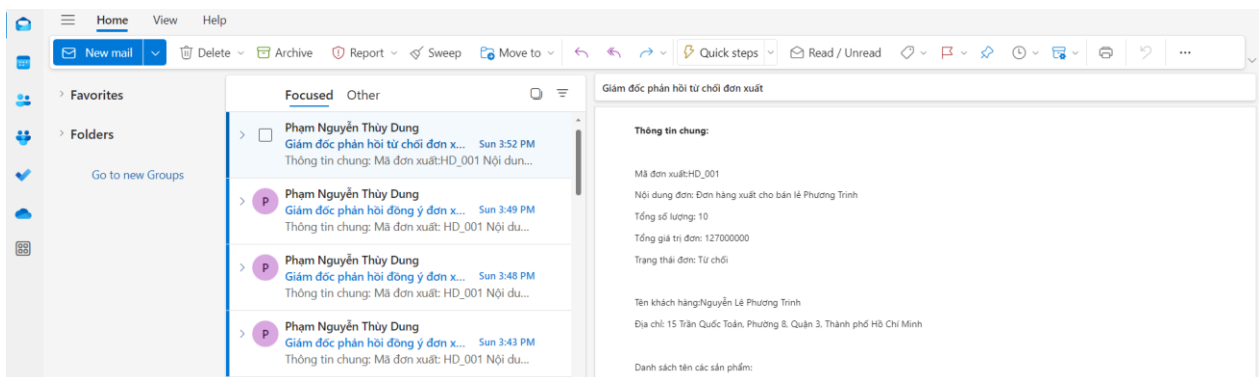 Home View Help
New mail Delete Archive Report Sweep Move to Quick steps Read / Unread ...
Favorites
Folders
Go to new Groups
Focused Other
Phạm Nguyễn Thùy Dung
Giám đốc phản hồi từ chối đơn x... Sun 3:52 PM
Thông tin chung: Mã đơn xuất:HD_001 Nội dun...
P
Phạm Nguyễn Thùy Dung
Giám đốc phản hồi đồng ý đơn x... Sun 3:49 PM
Thông tin chung: Mã đơn xuất: HD_001 Nội du...
P
Phạm Nguyễn Thùy Dung
Giám đốc phản hồi đồng ý đơn x... Sun 3:48 PM
Thông tin chung: Mã đơn xuất: HD_001 Nội du...
P
Phạm Nguyễn Thùy Dung
Giám đốc phản hồi đồng ý đơn x... Sun 3:43 PM
Thông tin chung: Mã đơn xuất: HD_001 Nội du...
Giám đốc phản hồi từ chối đơn xuất
Thông tin chung:
Mã đơn xuất:HD_001
Nội dung đơn: Đơn hàng xuất cho bán lẻ Phương Trinh
Tổng số lượng: 10
Tổng giá trị đơn: 127000000
Trạng thái đơn: Từ chối
Tên khách hàng:Nguyễn Lê Phương Trinh
Địa chỉ: 15 Trần Quốc Toản, Phường 8, Quận 3, Thành phố Hồ Chí Minh
Danh sách tên các sản phẩm: